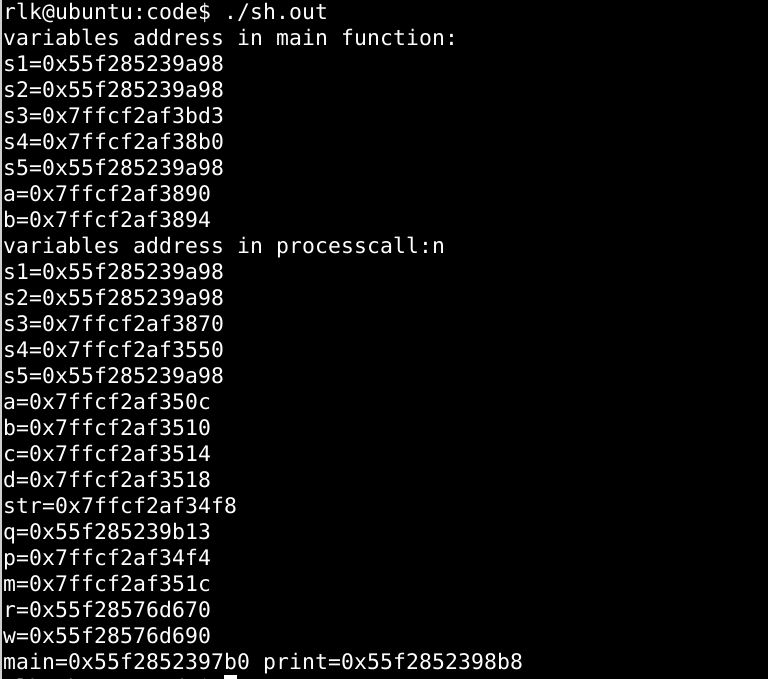 rlk@ubuntu:code$ ./sh.out
variables address in main function:
s1=0x55f285239a98
s2=0x55f285239a98
s3=0x7ffcf2af3bd3
s4=0x7ffcf2af38b0
s5=0x55f285239a98
a=0x7ffcf2af3890
b=0x7ffcf2af3894
variables address in processcall:n
s1=0x55f285239a98
s2=0x55f285239a98
s3=0x7ffcf2af3870
s4=0x7ffcf2af3550
s5=0x55f285239a98
a=0x7ffcf2af350c
b=0x7ffcf2af3510
c=0x7ffcf2af3514
d=0x7ffcf2af3518
str=0x7ffcf2af34f8
q=0x55f285239b13
p=0x7ffcf2af34f4
m=0x7ffcf2af351c
r=0x55f28576d670
w=0x55f28576d690
main=0x55f2852397b0 print=0x55f2852398b8